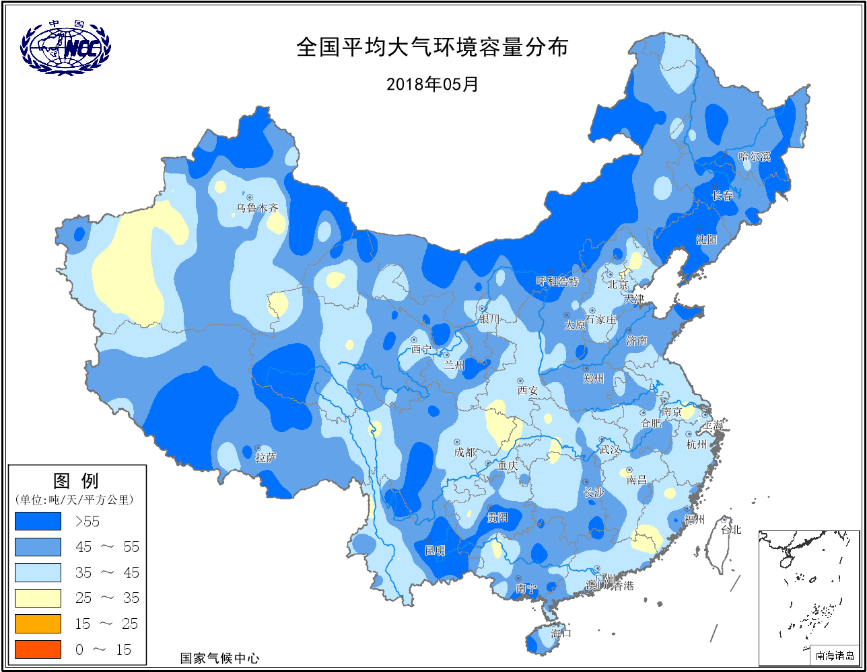 中 国
NCC
全国平均大气环境容量分布
2018年05月
哈尔滨
长春
乌鲁木齐
沈阳
呼和浩特
北京
天津
银川
石家庄
太原
济南
西宁
兰州
郑州
西安
南京
合肥
上海
拉萨
成都
武汉
杭州
重庆
南昌
长沙
贵阳
福州
台北
昆明
广州
南宁
澳门
香港
海口
图 例
(单位:吨/天/平方公里)
>55
45 ~ 55
35 ~ 45
25 ~ 35
15 ~ 25
0 ~ 15
国家气候中心
南海诸岛